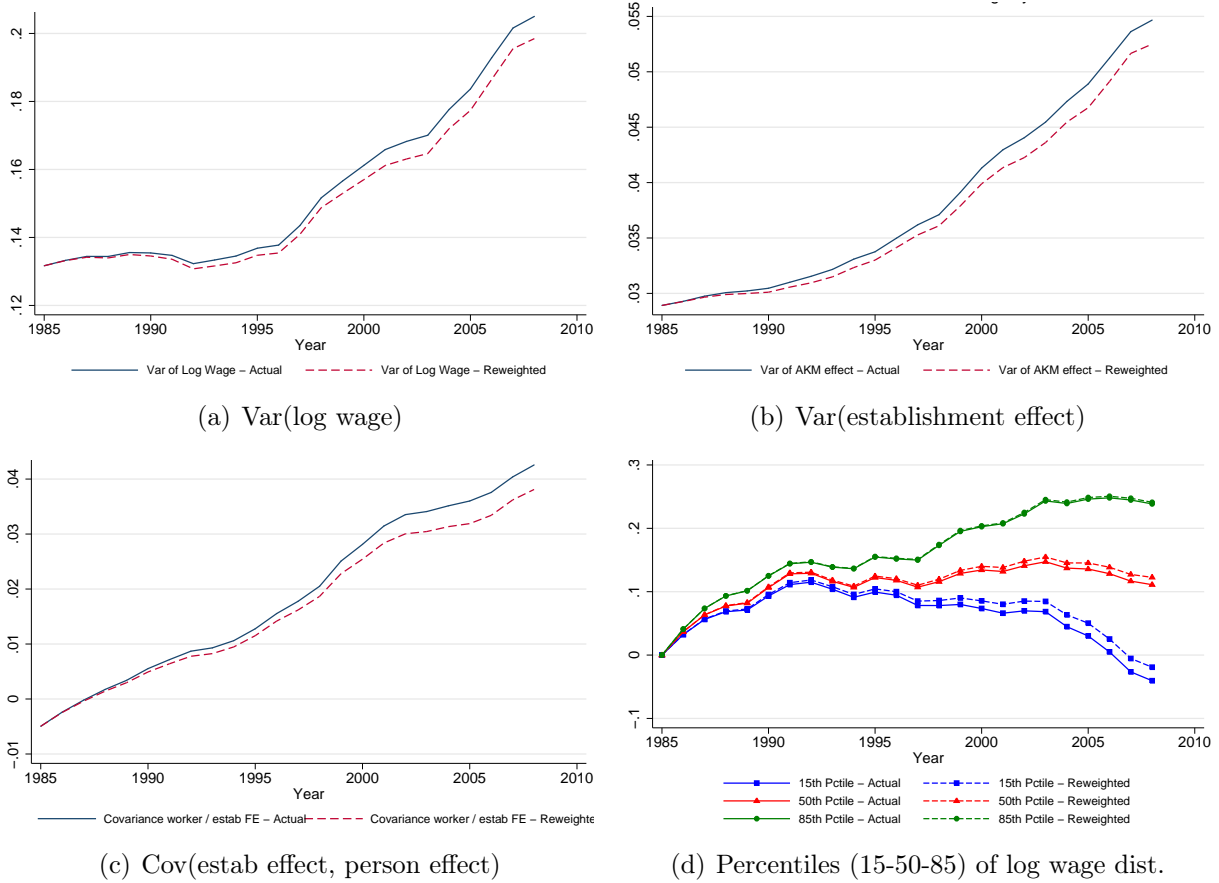 .2
.18
.16
.14
.12
1985 1990 1995 2000 2005 2010
Year
Var of Log Wage – Actual Var of Log Wage – Reweighted
(a) Var(log wage)
.055
.05
.045
.04
.035
.03
1985 1990 1995 2000 2005 2010
Year
Var of AKM effect – Actual Var of AKM effect – Reweighted
(b) Var(establishment effect)
.04
.03
.02
.01
0
–.01
1985 1990 1995 2000 2005 2010
Year
Covariance worker / estab FE – Actual Covariance worker / estab FE – Reweighte
(c) Cov(estab effect, person effect)
.3
.2
.1
0
–.1
1985 1990 1995 2000 2005 2010
Year
15th Pctile – Actual 15th Pctile – Reweighted
50th Pctile – Actual 50th Pctile – Reweighted
85th Pctile – Actual 85th Pctile – Reweighted
(d) Percentiles (15-50-85) of log wage dist.